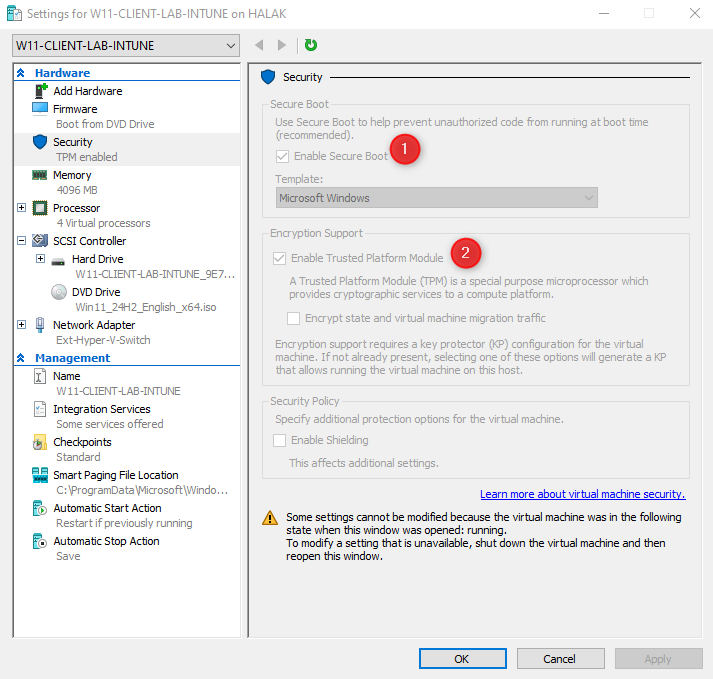 Settings for W11-CLIENT-LAB-INTUNE on HALAK
W11-CLIENT-LAB-INTUNE
Hardware
Add Hardware
Firmware
Boot from DVD Drive
Security
TPM enabled
Memory
4096 MB
Processor
4 Virtual processors
SCSI Controller
Hard Drive
W11-CLIENT-LAB-INTUNE_9E7...
DVD Drive
Win11_24H2_English_x64.iso
Network Adapter
Ext-Hyper-V-Switch
Management
Name
W11-CLIENT-LAB-INTUNE
Integration Services
Some services offered
Checkpoints
Standard
Smart Paging File Location
C:\ProgramData\Microsoft\Windo...
Automatic Start Action
Restart if previously running
Automatic Stop Action
Save
Security
Secure Boot
Use Secure Boot to help prevent unauthorized code from running at boot time
(recommended).
Enable Secure Boot
1
Template:
Microsoft Windows
Encryption Support
Enable Trusted Platform Module
2
A Trusted Platform Module (TPM) is a special purpose microprocessor which
provides cryptographic services to a compute platform.
Encrypt state and virtual machine migration traffic
Encryption support requires a key protector (KP) configuration for the virtual
machine. If not already present, selecting one of these options will generate a KP
that allows running the virtual machine on this host.
Security Policy
Specify additional protection options for the virtual machine.
Enable Shielding
This affects additional settings.
Learn more about virtual machine security.
Some settings cannot be modified because the virtual machine was in the following
state when this window was opened: running.
To modify a setting that is unavailable, shut down the virtual machine and then
reopen this window.
OK
Cancel
Apply